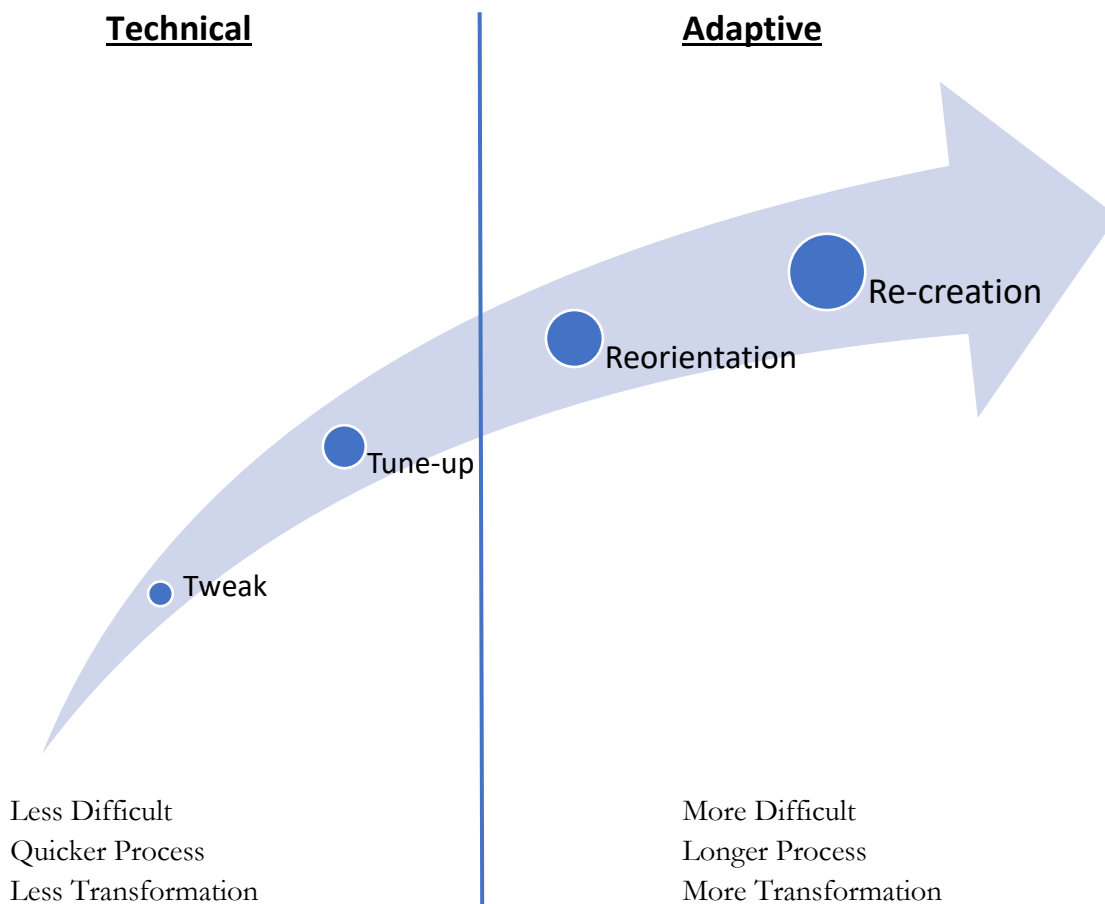 Technical
Adaptive
Re-creation
Reorientation
Tune-up
Tweak
Less Difficult
Quicker Process
Less Transformation
More Difficult
Longer Process
More Transformation